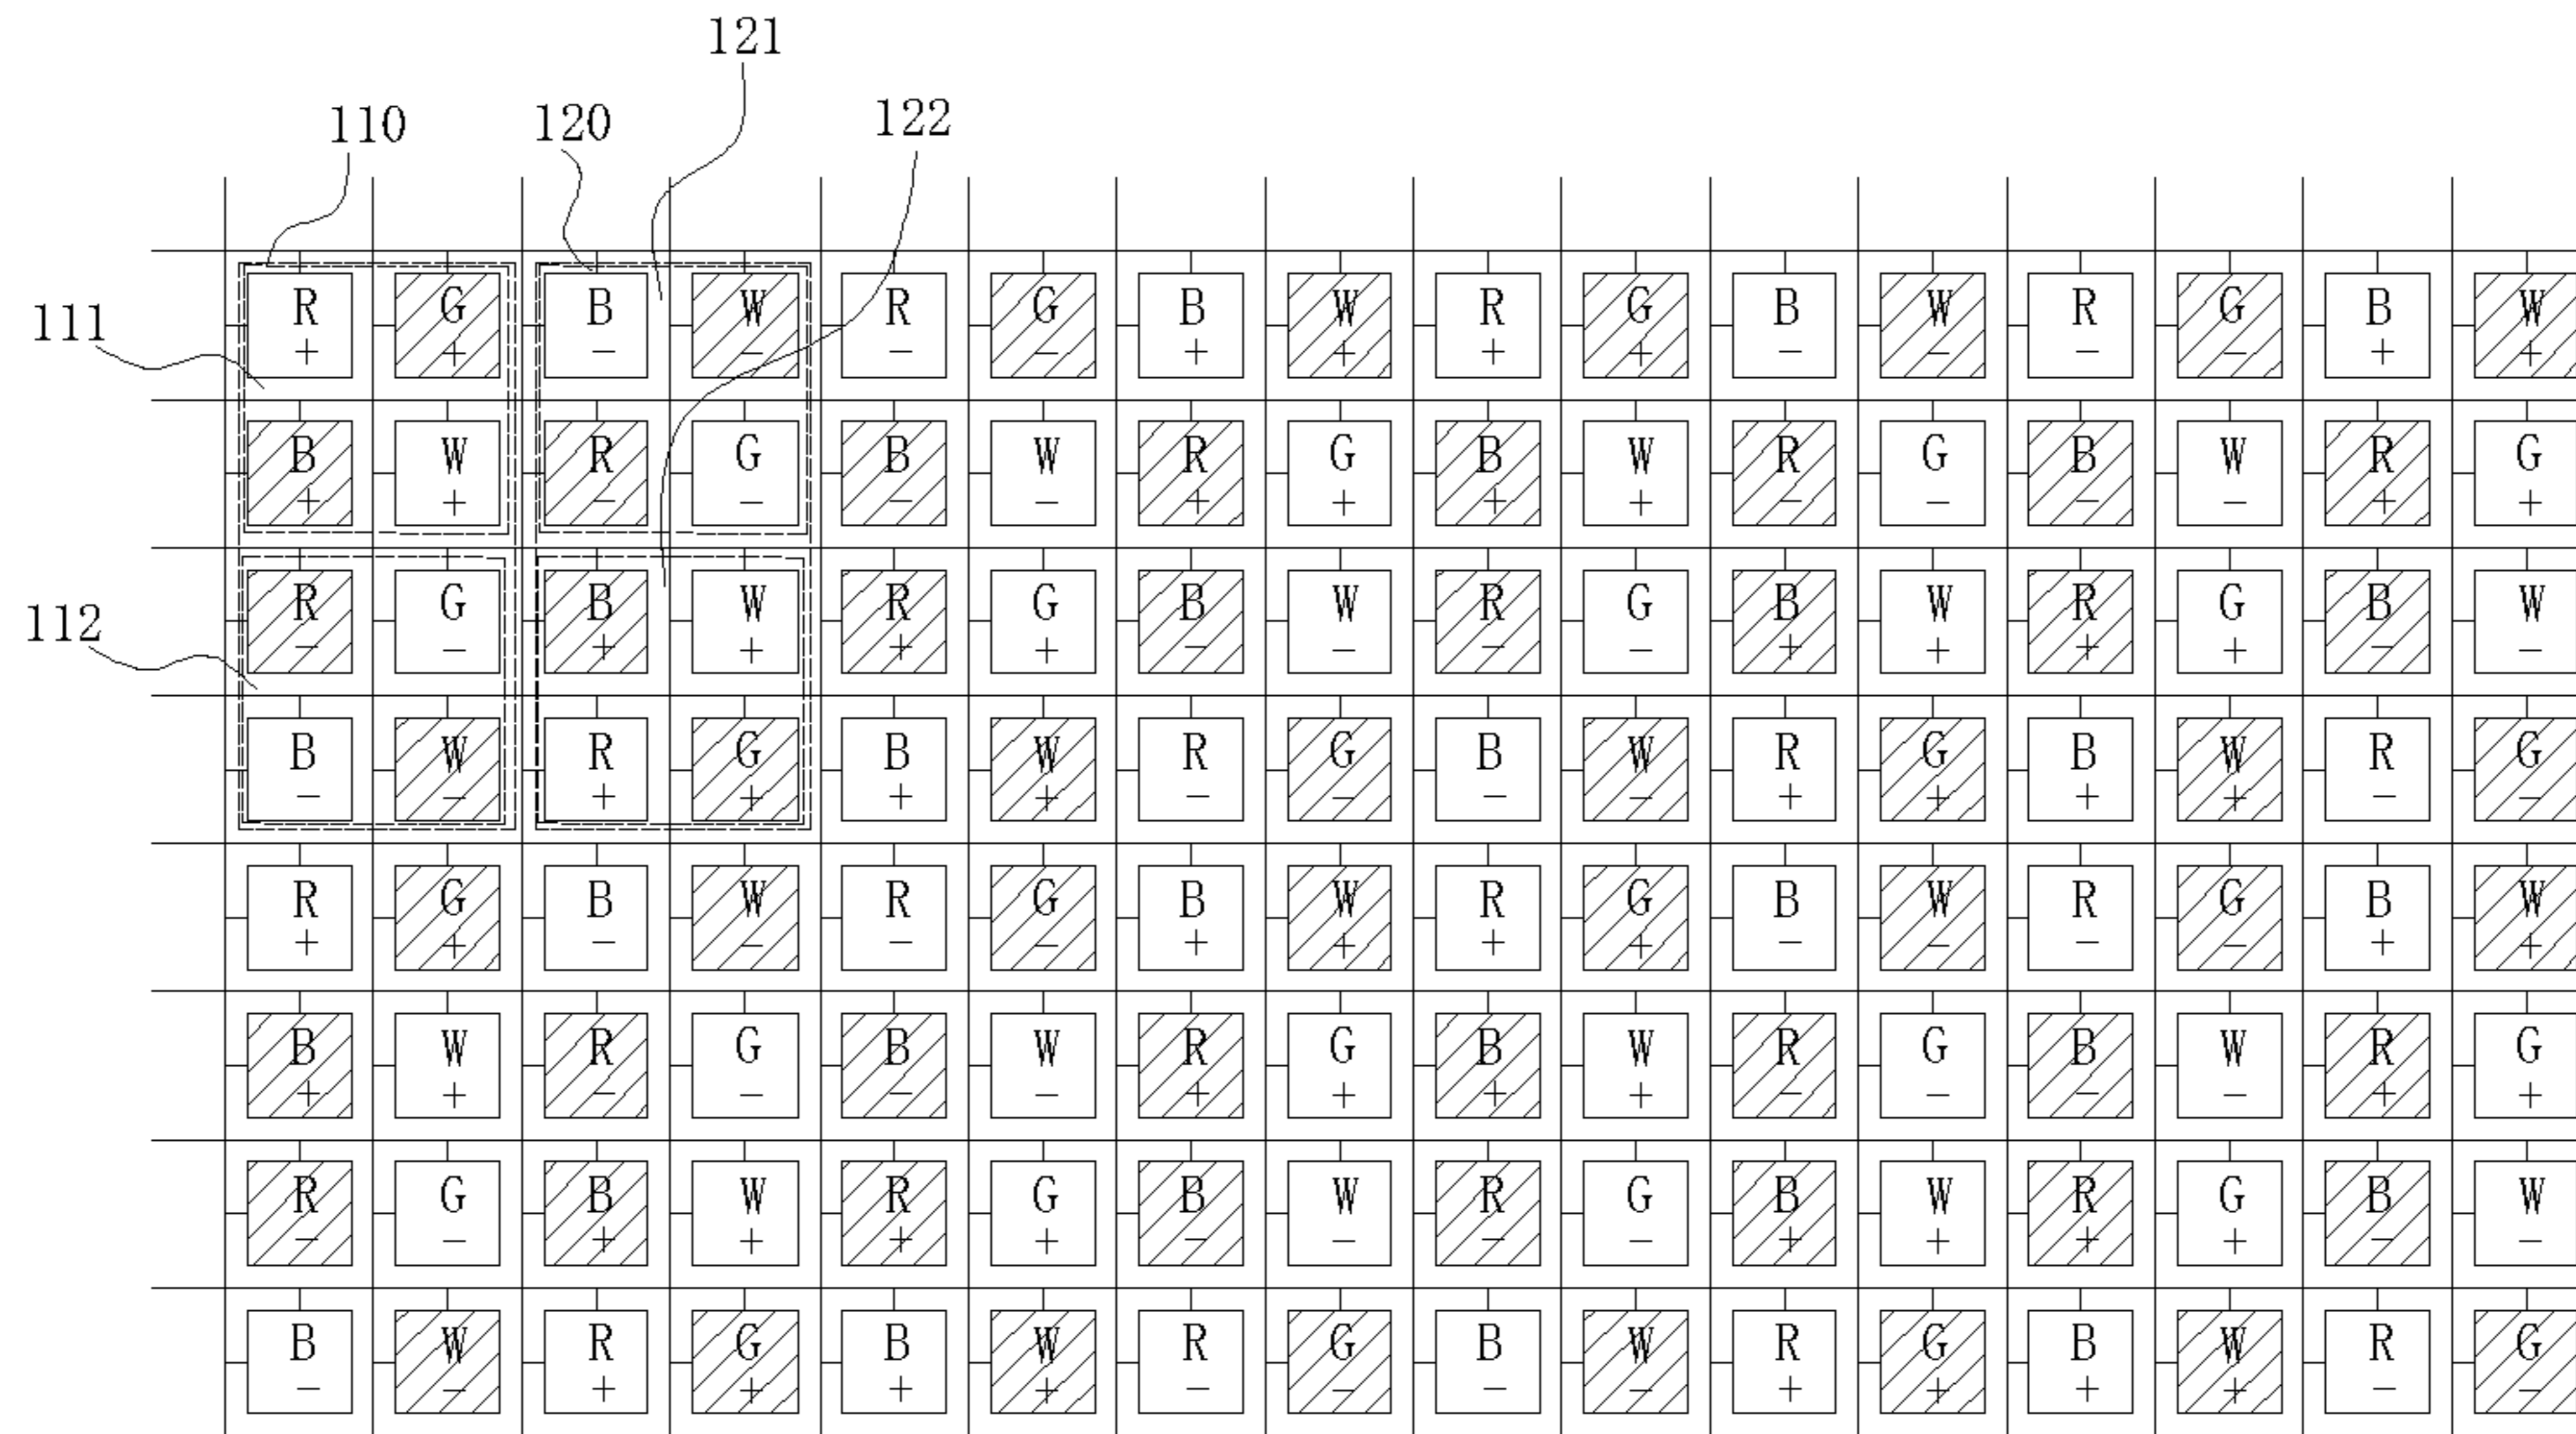 121
110 120 122
R G B W R G B W R G B W R G B W
111
+ + - - - - + + + + - - - - + +
B W R G B W R G B W R G B W R G
+ + - - - - + + + + - - - - + +
R G B W R G B W R G B W R G B W
112
- - + + + + - - - - + + + + - -
B W R G B W R G B W R G B W R G
- - + + + + - - - - + + + + - -
R G B W R G B W R G B W R G B W
+ + - - - - + + + + - - - - + +
B W R G B W R G B W R G B W R G
+ + - - - - + + + + - - - - + +
R G B W R G B W R G B W R G B W
- - + + + + - - - - + + + + - -
B W R G B W R G B W R G B W R G
- - + + + + - - - - + + + + - -